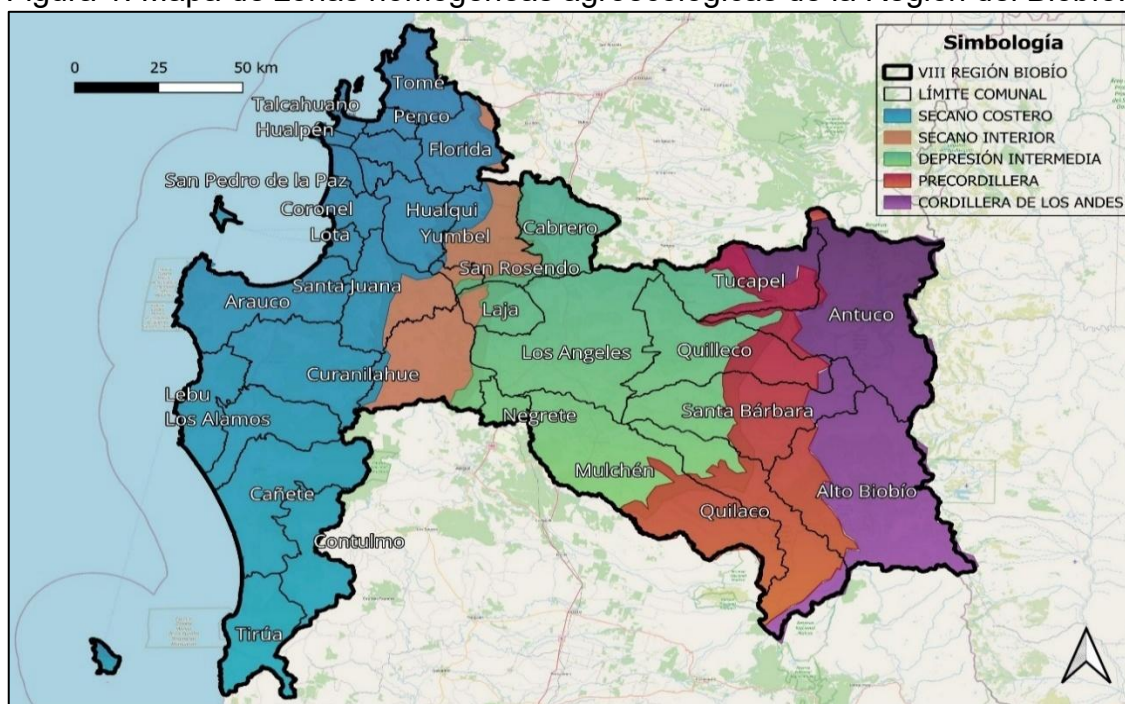 Figura 1. Mapa de zonas homogéneas agroecológicas de la Región del Biobío.
Simbología
VIII REGIÓN BIOBÍO
LÍMITE COMUNAL
SECANO COSTERO
SECANO INTERIOR
DEPRESIÓN INTERMEDIA
PRECORDILLERA
CORDILLERA DE LOS ANDES
0 25 50 km
Tomé
Talcahuano
Penco
Hualpén
Florida
San Pedro de la Paz
Coronel
Hualqui
Cabrero
Lota
Yumbel
San Rosendo
Tucapel
Santa Juana
Arauco
Laja
Antuco
Los Angeles
Quilleco
Curanilahue
Lebu
Los Alamos
Negrete
Santa Bárbara
Mulchén
Cañete
Alto Biobío
Quilaco
Contulmo
Tirúa